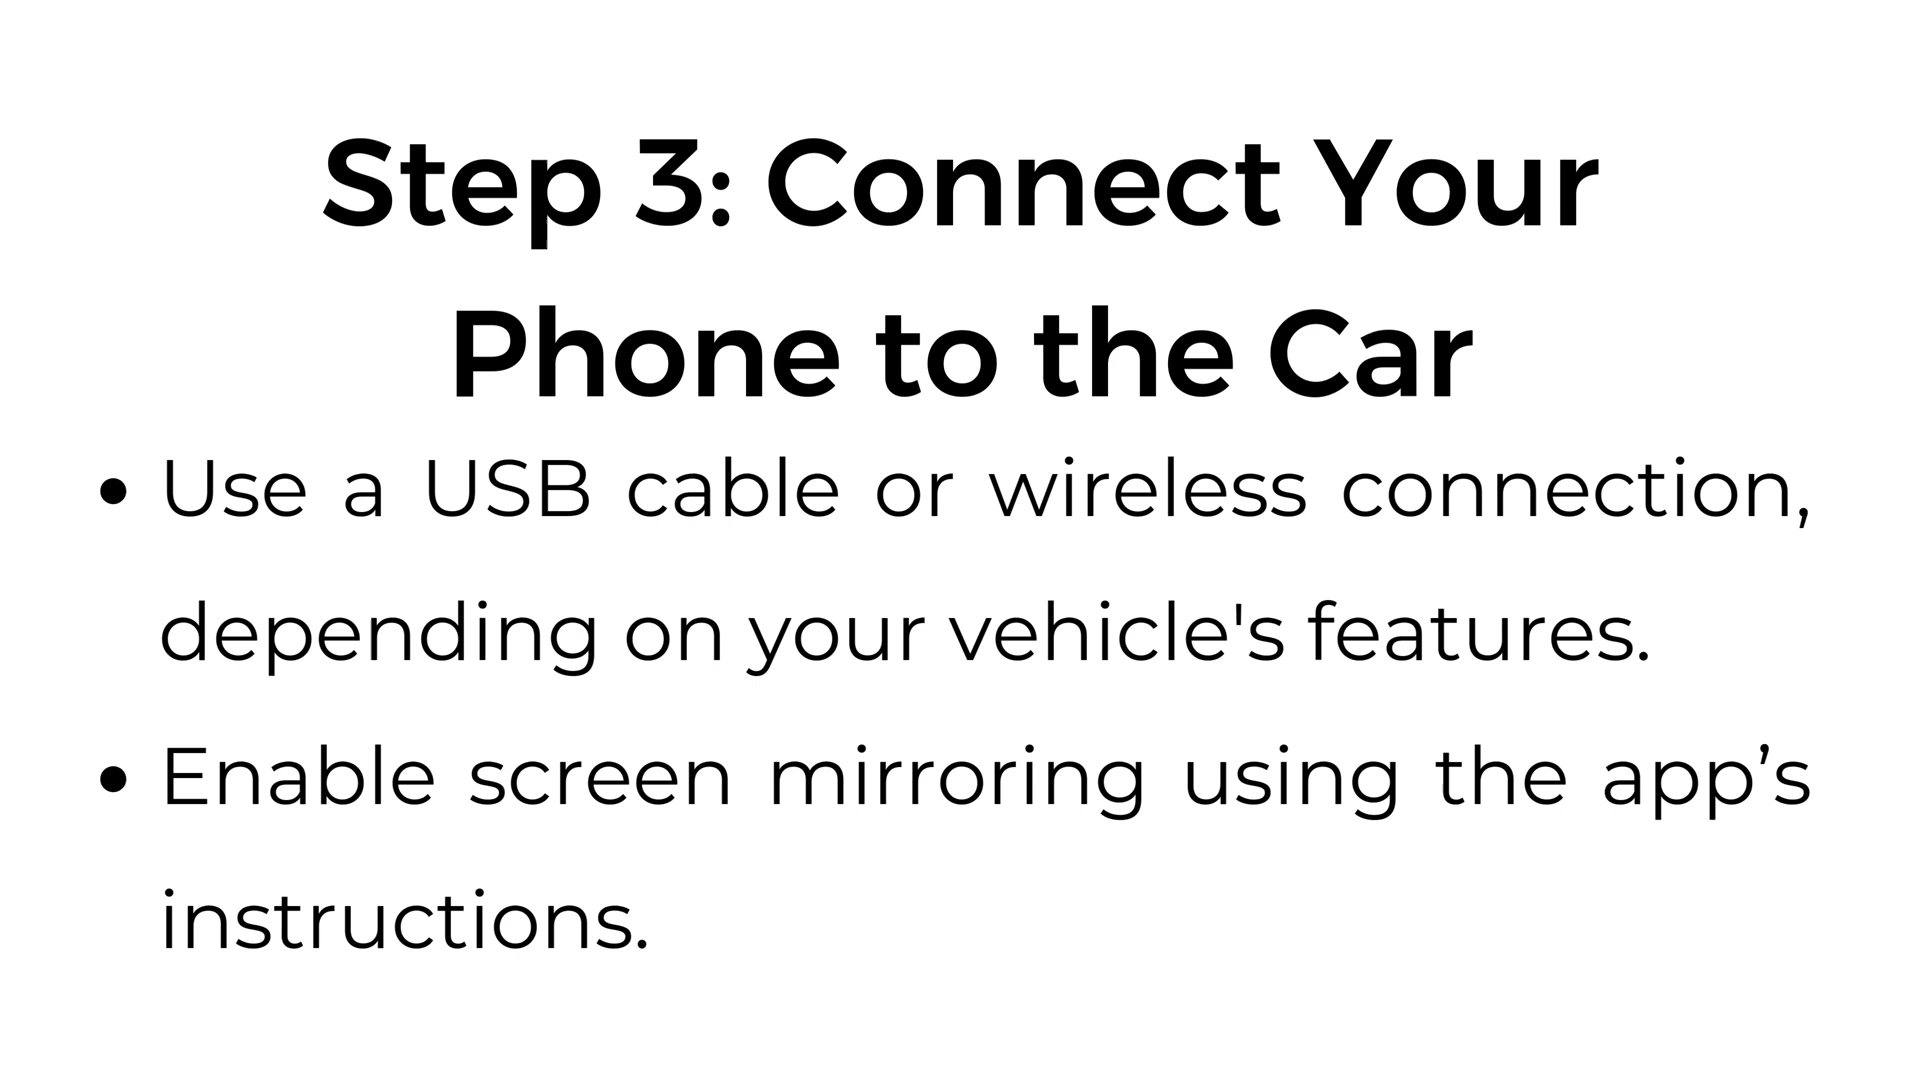 Step 3: Connect Your
Phone to the Car
• Use a USB cable or wireless connection,
depending on your vehicle's features.
• Enable screen mirroring using the app’s
instructions.